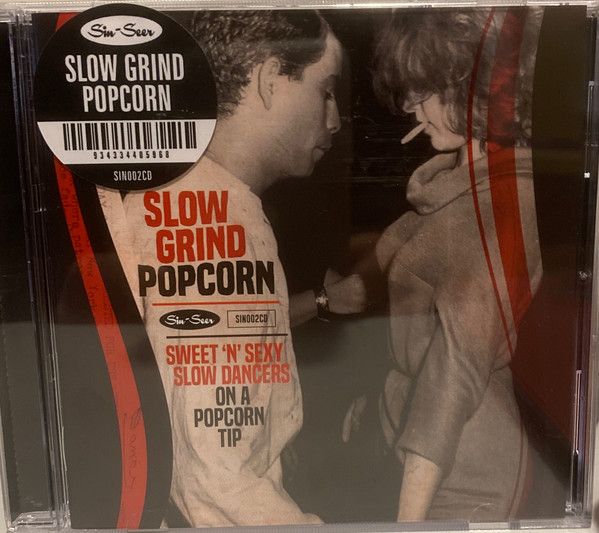 Sin-Seer
SLOW GRIND
POPCORN
934334405868
SIN002CD
SLOW
GRIND
POPCORN
Sin-Seer
SIN002CD
SWEET 'N' SEXY
SLOW DANCERS
ON A
POPCORN
TIP